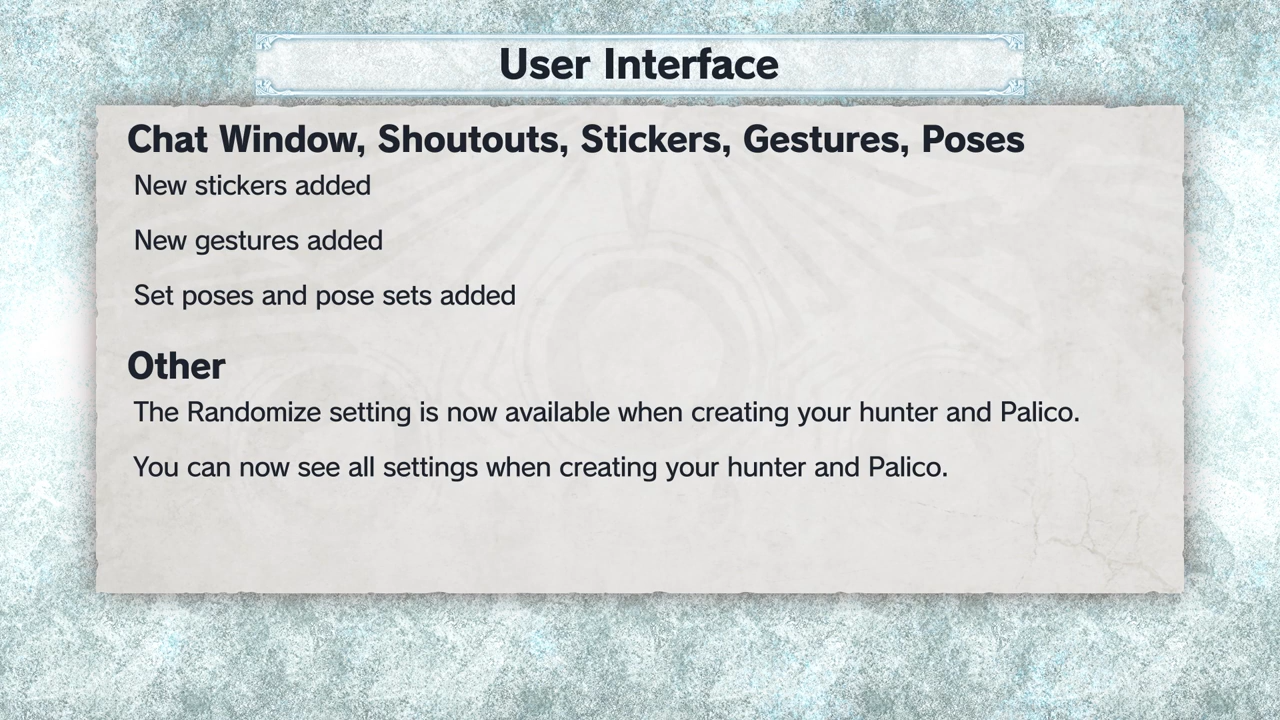 User Interface
Chat Window, Shoutouts, Stickers, Gestures, Poses
New stickers added
New gestures added
Set poses and pose sets added
Other
The Randomize setting is now available when creating your hunter and Palico.
You can now see all settings when creating your hunter and Palico.